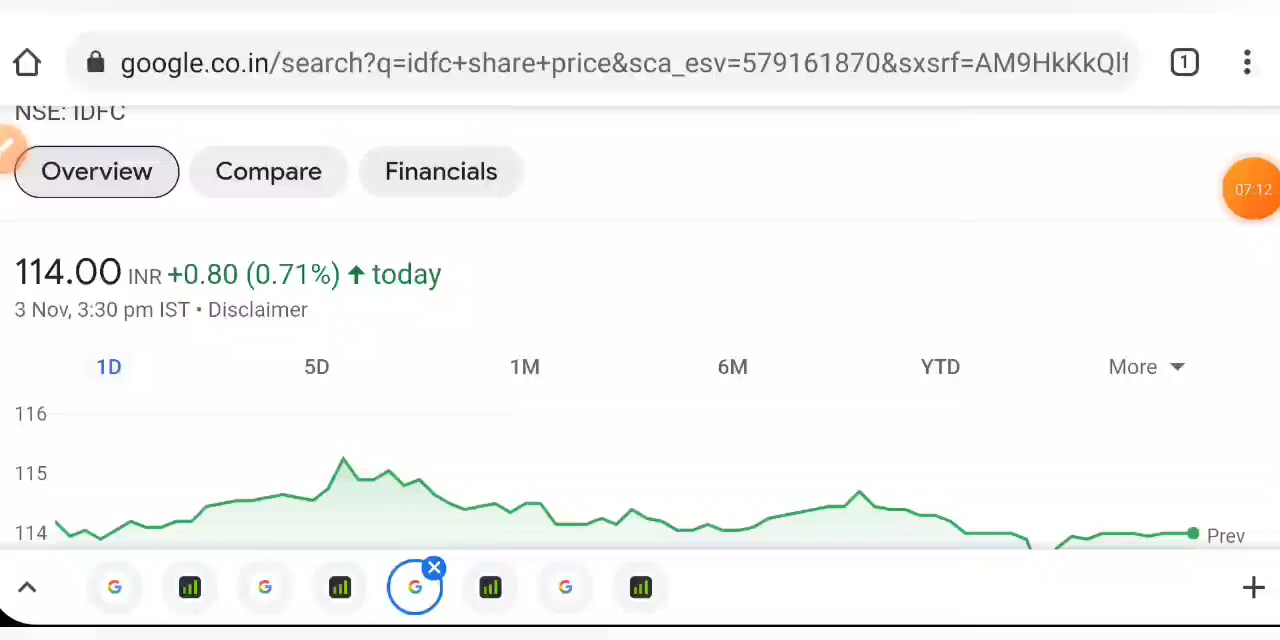 google.co.in/search?q=idfc+share+price&sca_esv=579161870&sxsrf=AM9HkKkQlf
1
NSE: IDFC
Overview
Compare
Financials
07:12
114.00 INR +0.80 (0.71%) ↑ today
3 Nov, 3:30 pm IST • Disclaimer
1D
5D
1M
6M
YTD
More
116
115
114
Prev